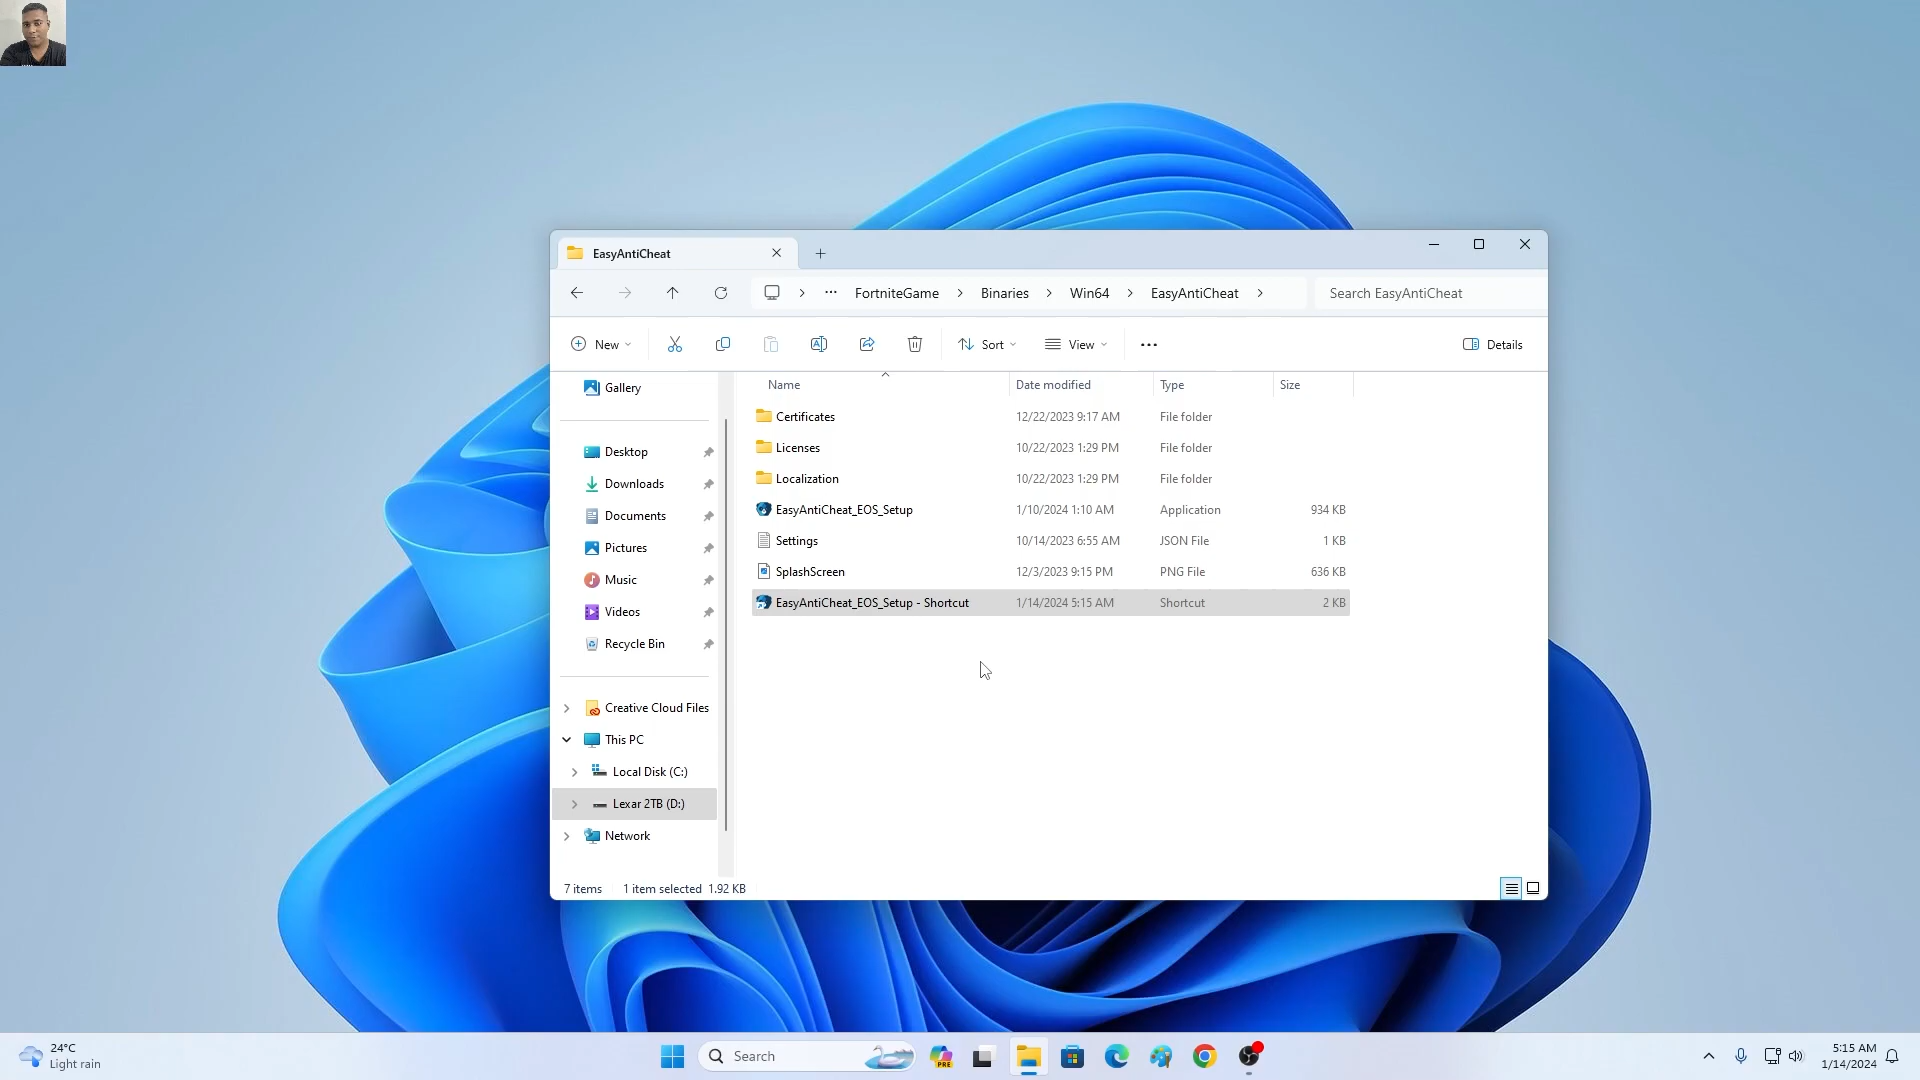 EasyAntiCheat
FortniteGame
Binaries
Win64
EasyAntiCheat
Search EasyAntiCheat
New
Sort
View
Details
Gallery
Desktop
Downloads
Documents
Pictures
Music
Videos
Recycle Bin
Creative Cloud Files
This PC
Local Disk (C:)
Lexar 2TB (D:)
Network
Name Date modified Type Size
Certificates 12/22/2023 9:17 AM File folder
Licenses 10/22/2023 1:29 PM File folder
Localization 10/22/2023 1:29 PM File folder
EasyAntiCheat_EOS_Setup 1/10/2024 1:10 AM Application 934 KB
Settings 10/14/2023 6:55 AM JSON File 1 KB
SplashScreen 12/3/2023 9:15 PM PNG File 636 KB
EasyAntiCheat_EOS_Setup - Shortcut 1/14/2024 5:15 AM Shortcut 2 KB
7 items 1 item selected 1.92 KB
24°C
Light rain
Search
PRE
5:15 AM
1/14/2024